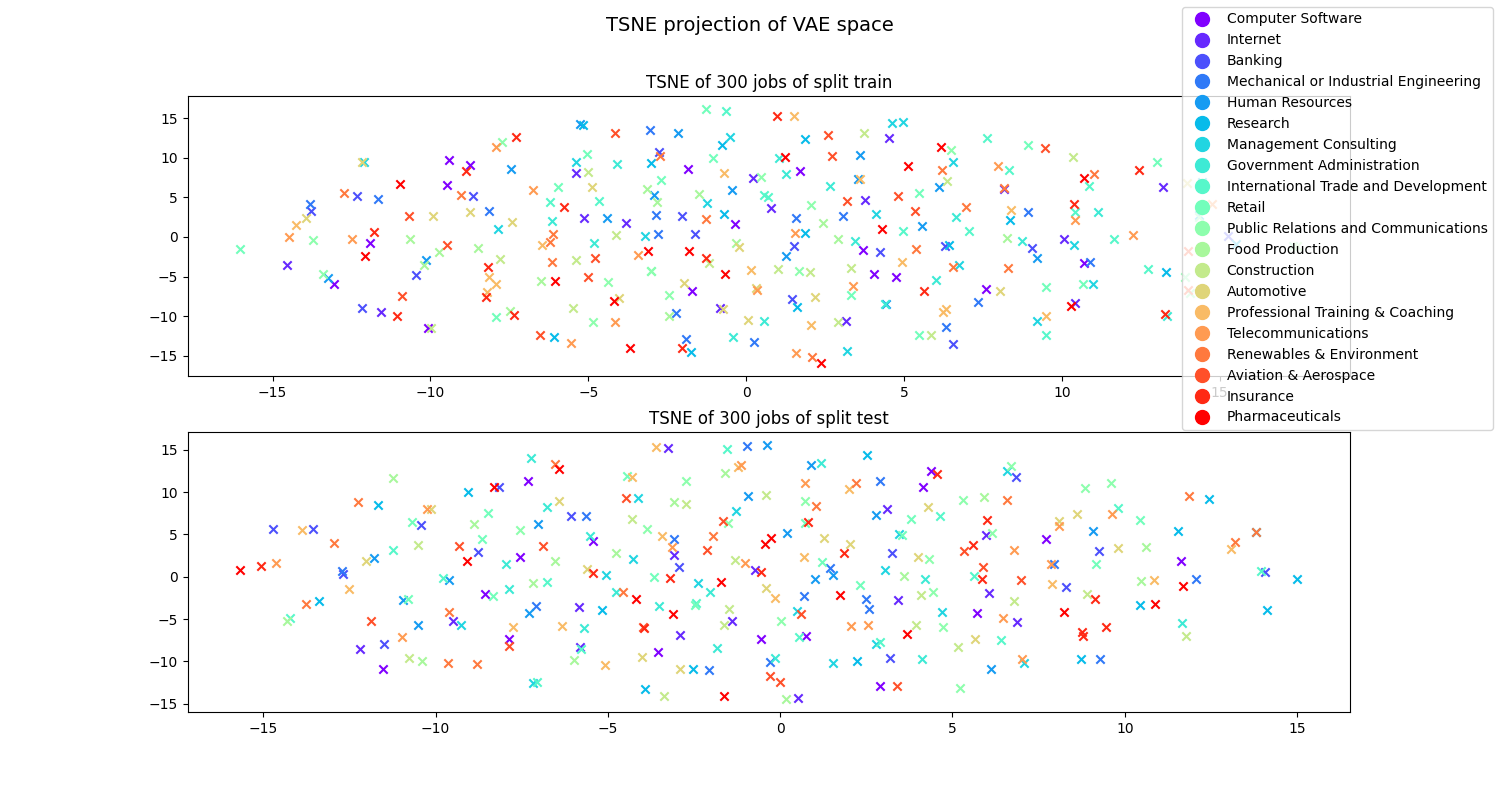 TSNE projection of VAE space
TSNE of 300 jobs of split train
15
10
5
0
−5
−10
−15
−15
−10
−5
0
5
10
15
Computer Software
Internet
Banking
Mechanical or Industrial Engineering
Human Resources
Research
Management Consulting
Government Administration
International Trade and Development
Retail
Public Relations and Communications
Food Production
Construction
Automotive
Professional Training & Coaching
Telecommunications
Renewables & Environment
Aviation & Aerospace
Insurance
Pharmaceuticals
TSNE of 300 jobs of split test
15
10
5
0
−5
−10
−15
−15
−10
−5
0
5
10
15